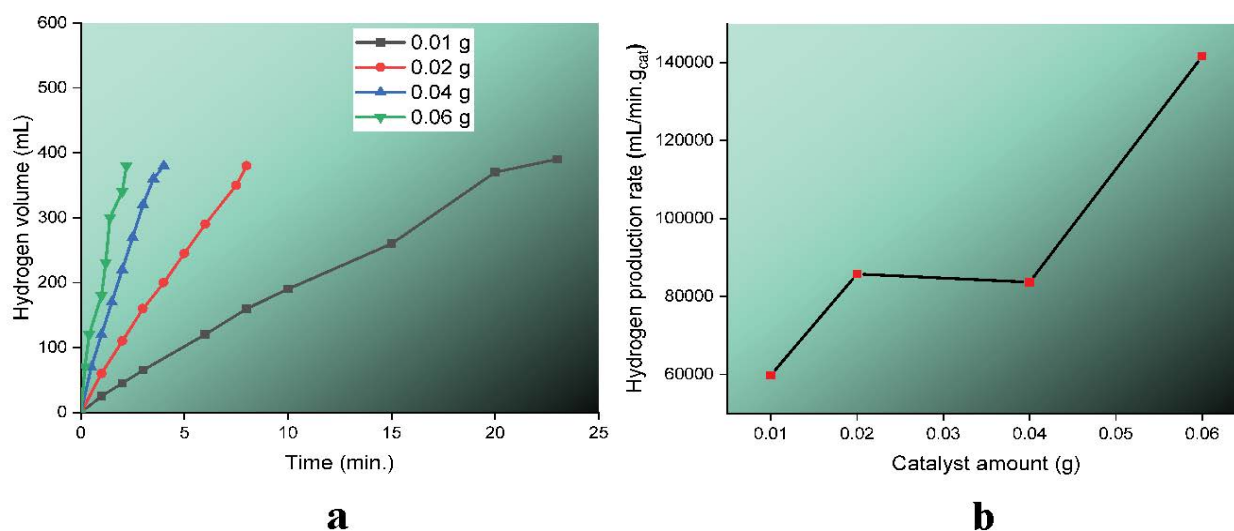 600
500
400
300
200
100
0
Hydrogen volume (mL)
0.01 g
0.02 g
0.04 g
0.06 g
0 5 10 15 20 25
Time (min.)
a
140000
120000
100000
80000
60000
Hydrogen production rate (mL/min.gcat)
0.01 0.02 0.03 0.04 0.05 0.06
Catalyst amount (g)
b